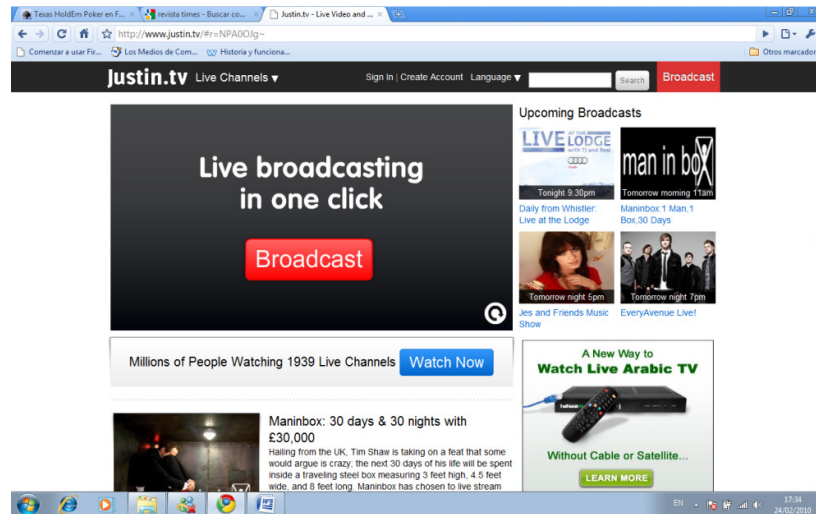 Texas HoldEm Poker en F...
revista times - Buscar co...
Justin.tv - Live Video and ...
http://www.justin.tv/#r=NPA0OJg~
Comenzar a usar Fir...
Los Medios de Com...
Historia y funciona...
Otros marcador
Justin.tv Live Channels ▼
Sign In | Create Account Language ▼
Search
Broadcast
Live broadcasting
in one click
Broadcast
Millions of People Watching 1939 Live Channels
Watch Now
Maninbox: 30 days & 30 nights with
£30,000
Hailing from the UK, Tim Shaw is taking on a feat that some
would argue is crazy; the next 30 days of his life will be spent
inside a traveling steel box measuring 3 feet high, 4.5 feet
wide, and 8 feet long. Maninbox has chosen to live stream
Upcoming Broadcasts
LIVE AT THE LODGE
with TJ and Rest
Tonight 9:30pm
Daily from Whistler:
Live at the Lodge
man in box
Tomorrow morning 11am
Maninbox:1 Man,1
Box,30 Days
Tomorrow night 5pm
Jes and Friends Music
Show
Tomorrow night 7pm
EveryAvenue Live!
A New Way to
Watch Live Arabic TV
Without Cable or Satellite...
LEARN MORE
EN
17:34
24/02/2010